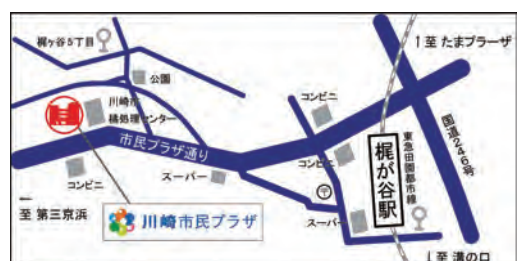 梶ケ谷5丁目
公園
川崎市
橘処理センター
市民プラザ通り
コンビニ
スーパー
至 第三京浜
川崎市民プラザ
コンビニ
コンビニ
スーパー
梶が谷駅
東急田園都市線
国道246号
至 たまプラーザ
至 溝の口